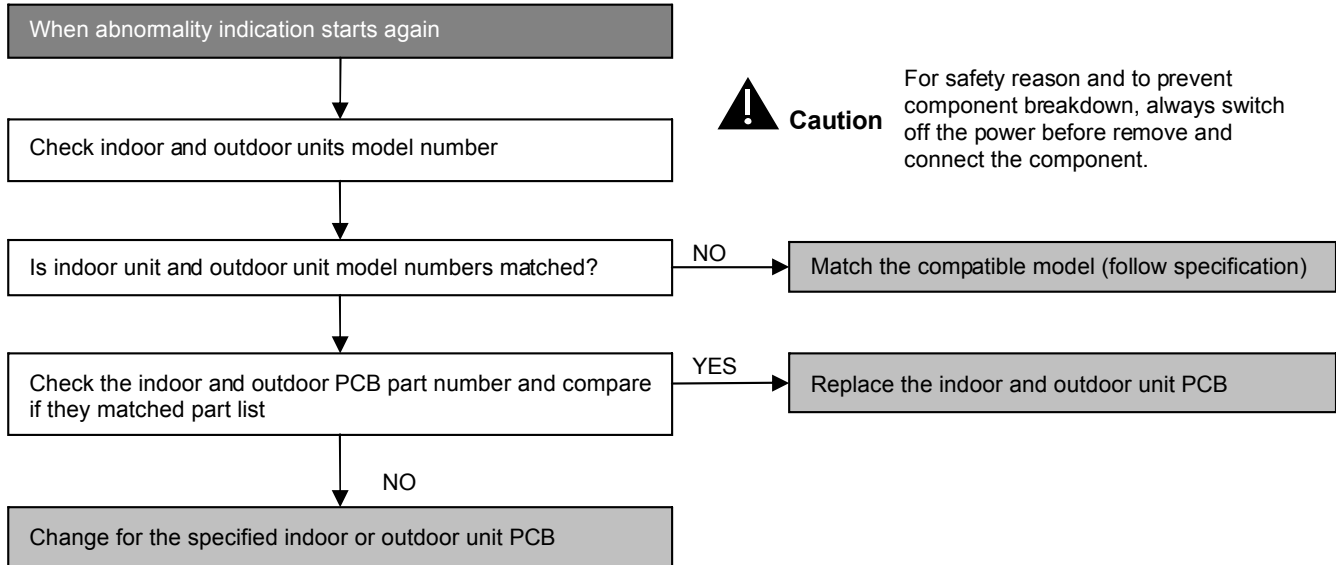 When abnormality indication starts again
Caution
For safety reason and to prevent
component breakdown, always switch
off the power before remove and
connect the component.
Check indoor and outdoor units model number
Is indoor unit and outdoor unit model numbers matched?
NO
Match the compatible model (follow specification)
Check the indoor and outdoor PCB part number and compare
if they matched part list
YES
Replace the indoor and outdoor unit PCB
NO
Change for the specified indoor or outdoor unit PCB